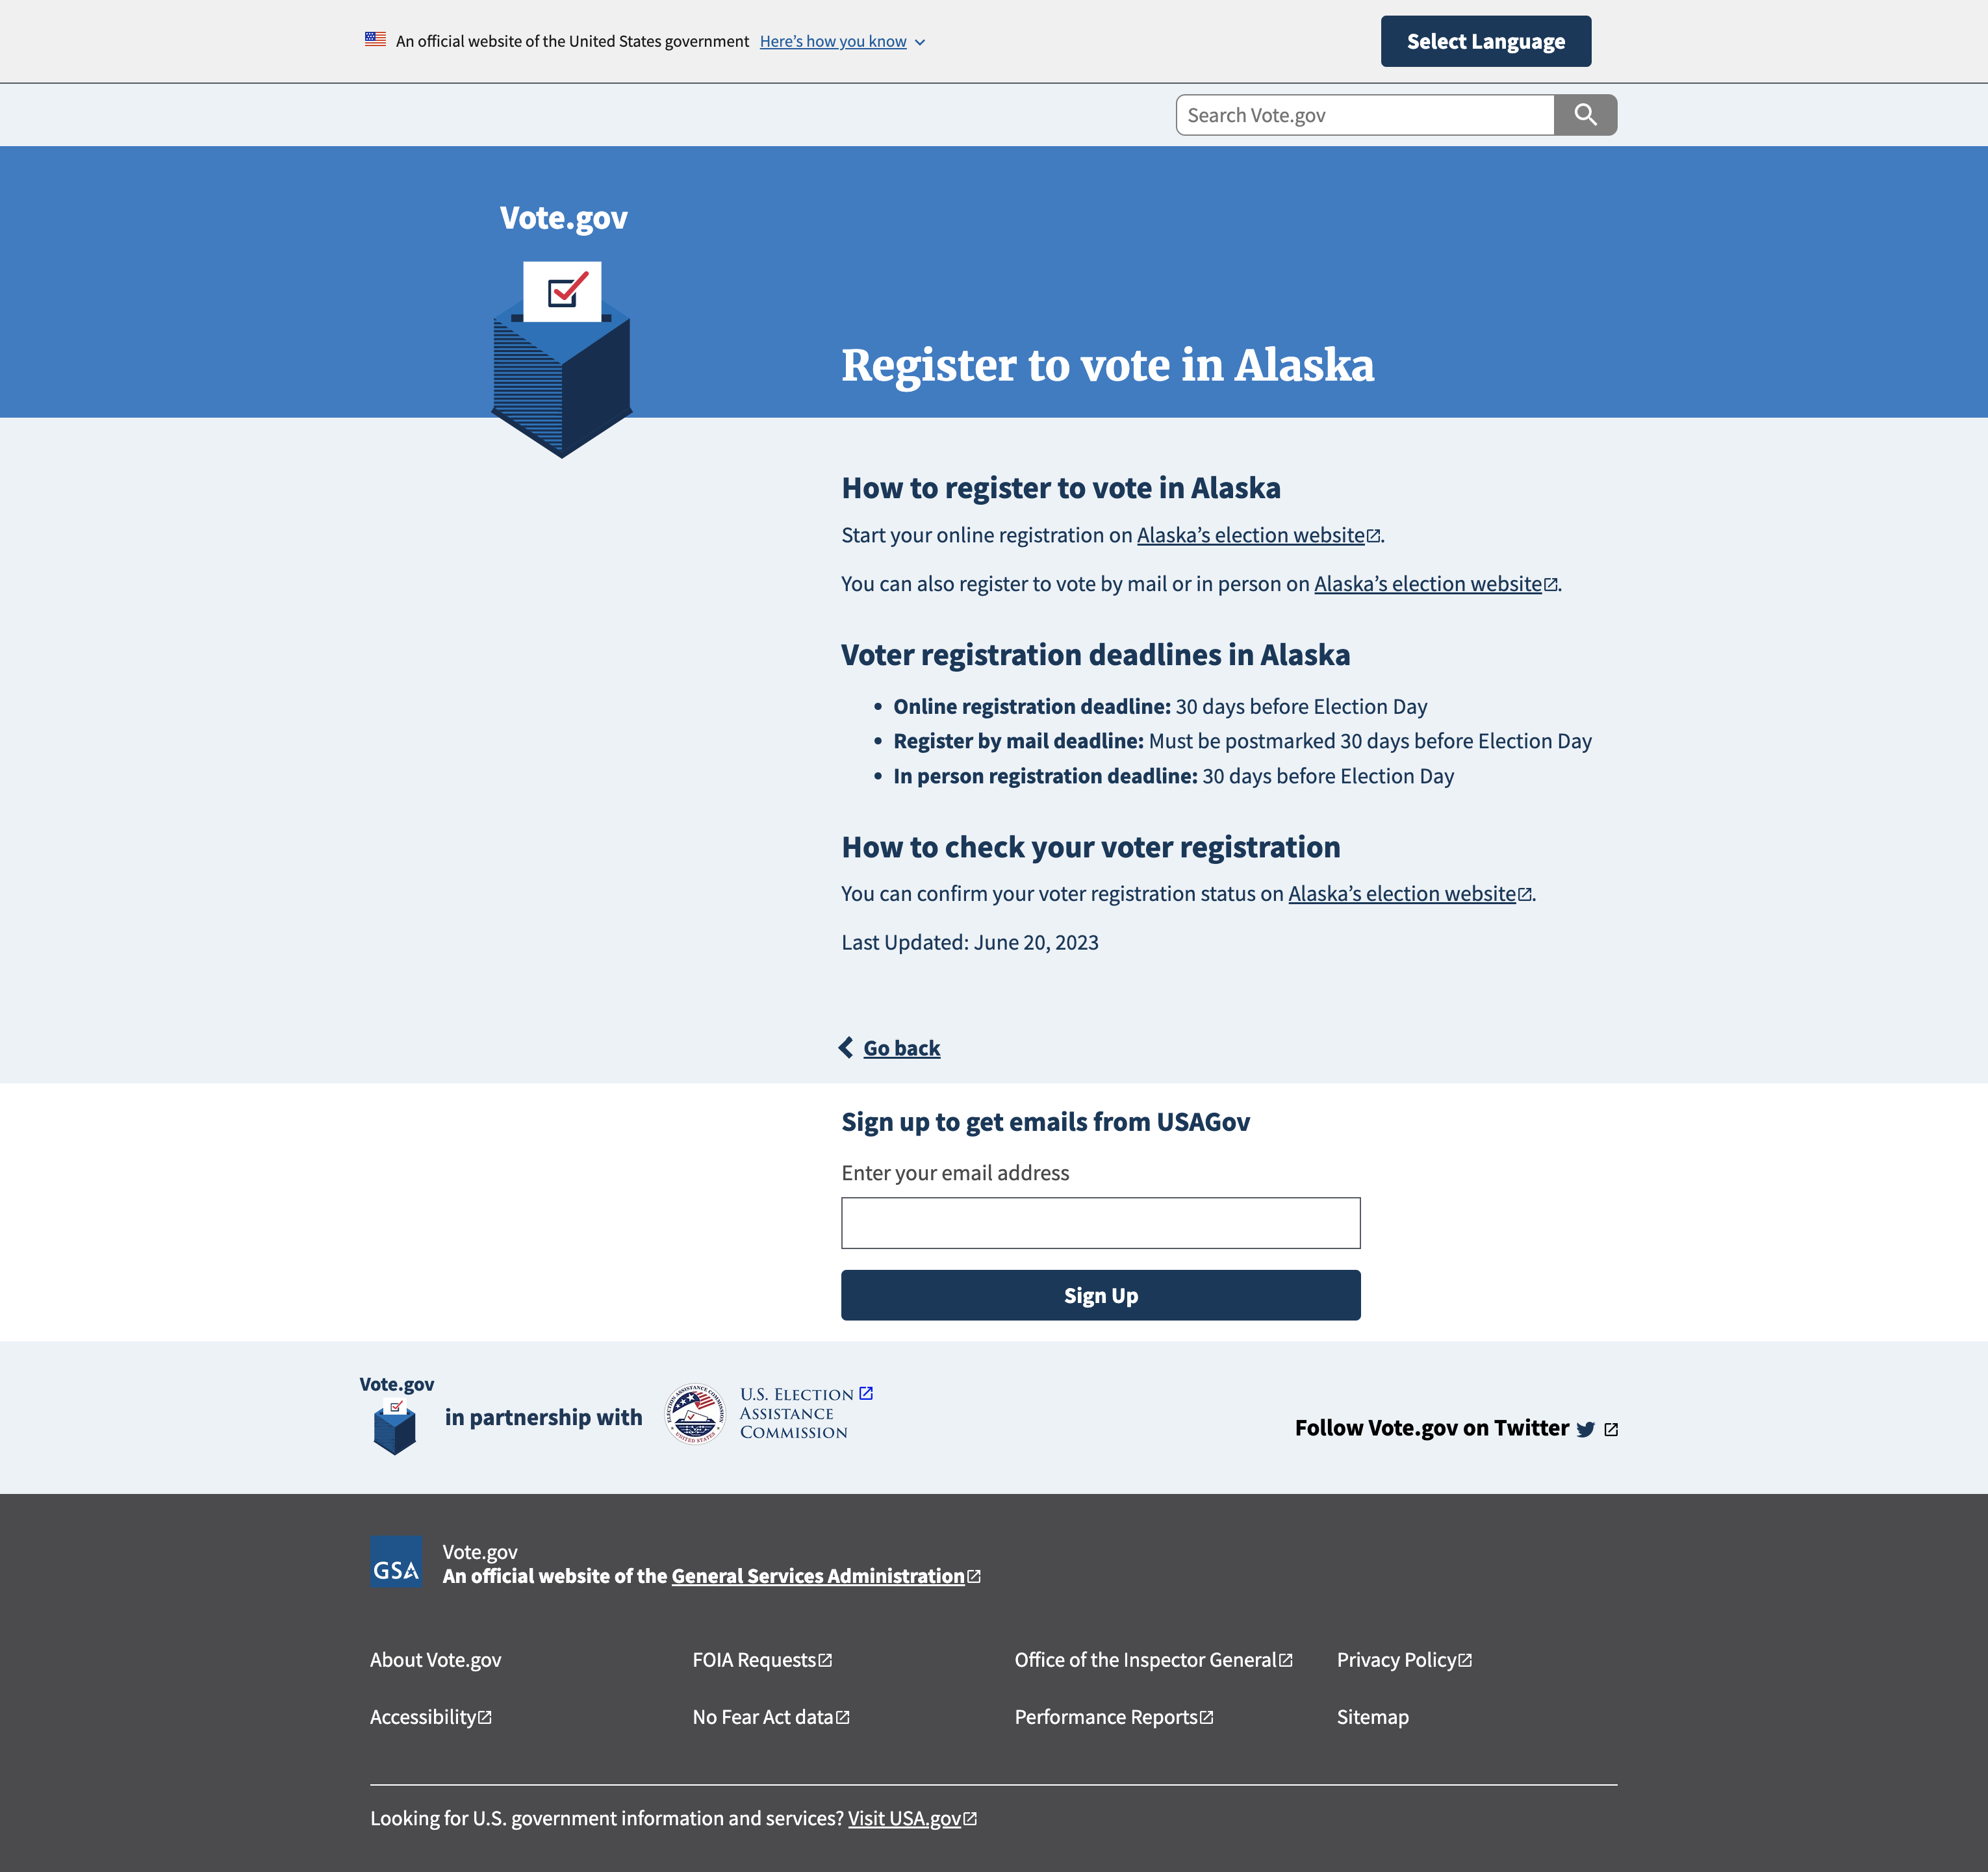 An official website of the United States government Here's how you know
Select Language
Search Vote.gov
Vote.gov
Register to vote in Alaska
How to register to vote in Alaska
Start your online registration on Alaska's election website.
You can also register to vote by mail or in person on Alaska's election website.
Voter registration deadlines in Alaska
• Online registration deadline: 30 days before Election Day
• Register by mail deadline: Must be postmarked 30 days before Election Day
• In person registration deadline: 30 days before Election Day
How to check your voter registration
You can confirm your voter registration status on Alaska's election website.
Last Updated: June 20, 2023
Go back
Sign up to get emails from USAGov
Enter your email address
Sign Up
Vote.gov
in partnership with
ELECTION ASSISTANCE COMMISSION
UNITED STATES
U.S. ELECTION
ASSISTANCE
COMMISSION
Follow Vote.gov on Twitter
GSA
Vote.gov
An official website of the General Services Administration
About Vote.gov FOIA Requests Office of the Inspector General Privacy Policy
Accessibility No Fear Act data Performance Reports Sitemap
Looking for U.S. government information and services? Visit USA.gov